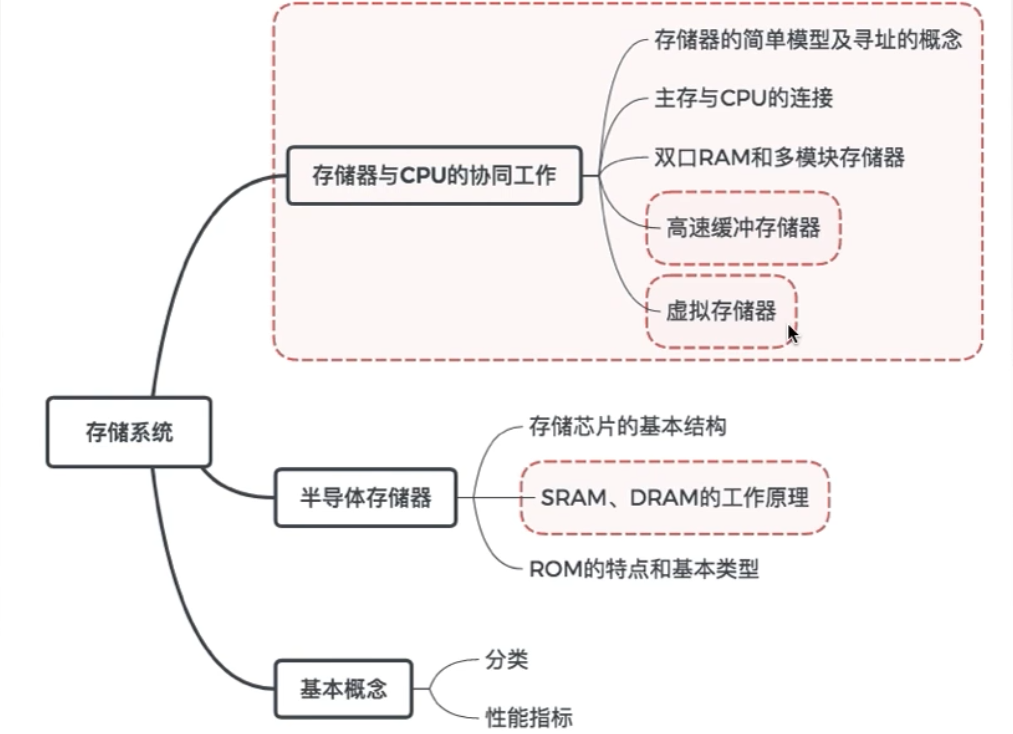 存储器的简单模型及寻址的概念
主存与CPU的连接
双口RAM和多模块存储器
存储器与CPU的协同工作
高速缓冲存储器
虚拟存储器
存储系统
存储芯片的基本结构
半导体存储器
SRAM、DRAM的工作原理
ROM的特点和基本类型
分类
基本概念
性能指标